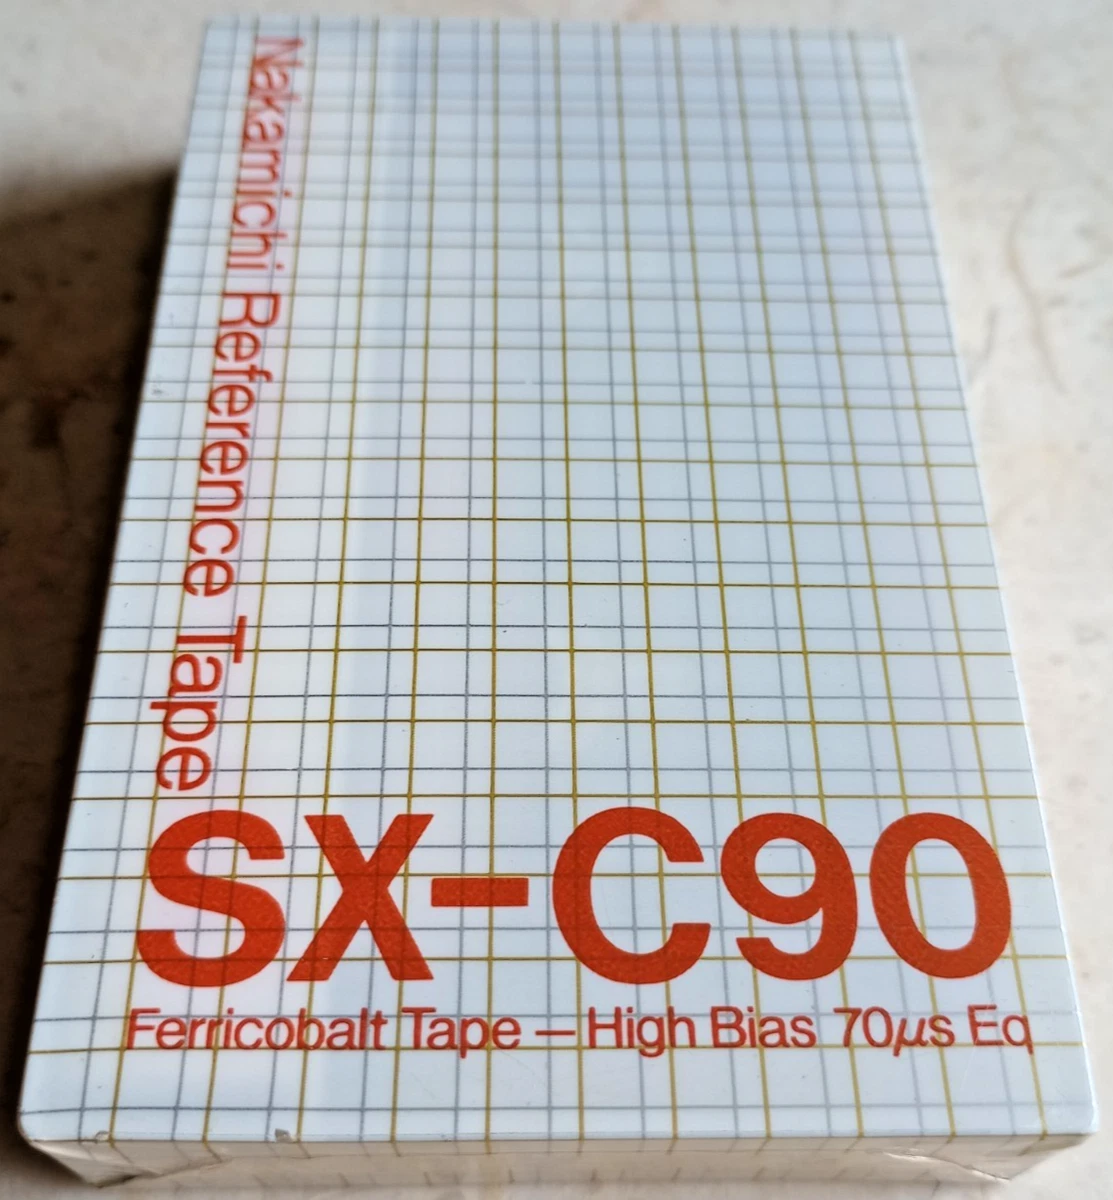 Nakamichi Reference Tape
SX-C90
Ferricobalt Tape – High Bias 70μs Eq